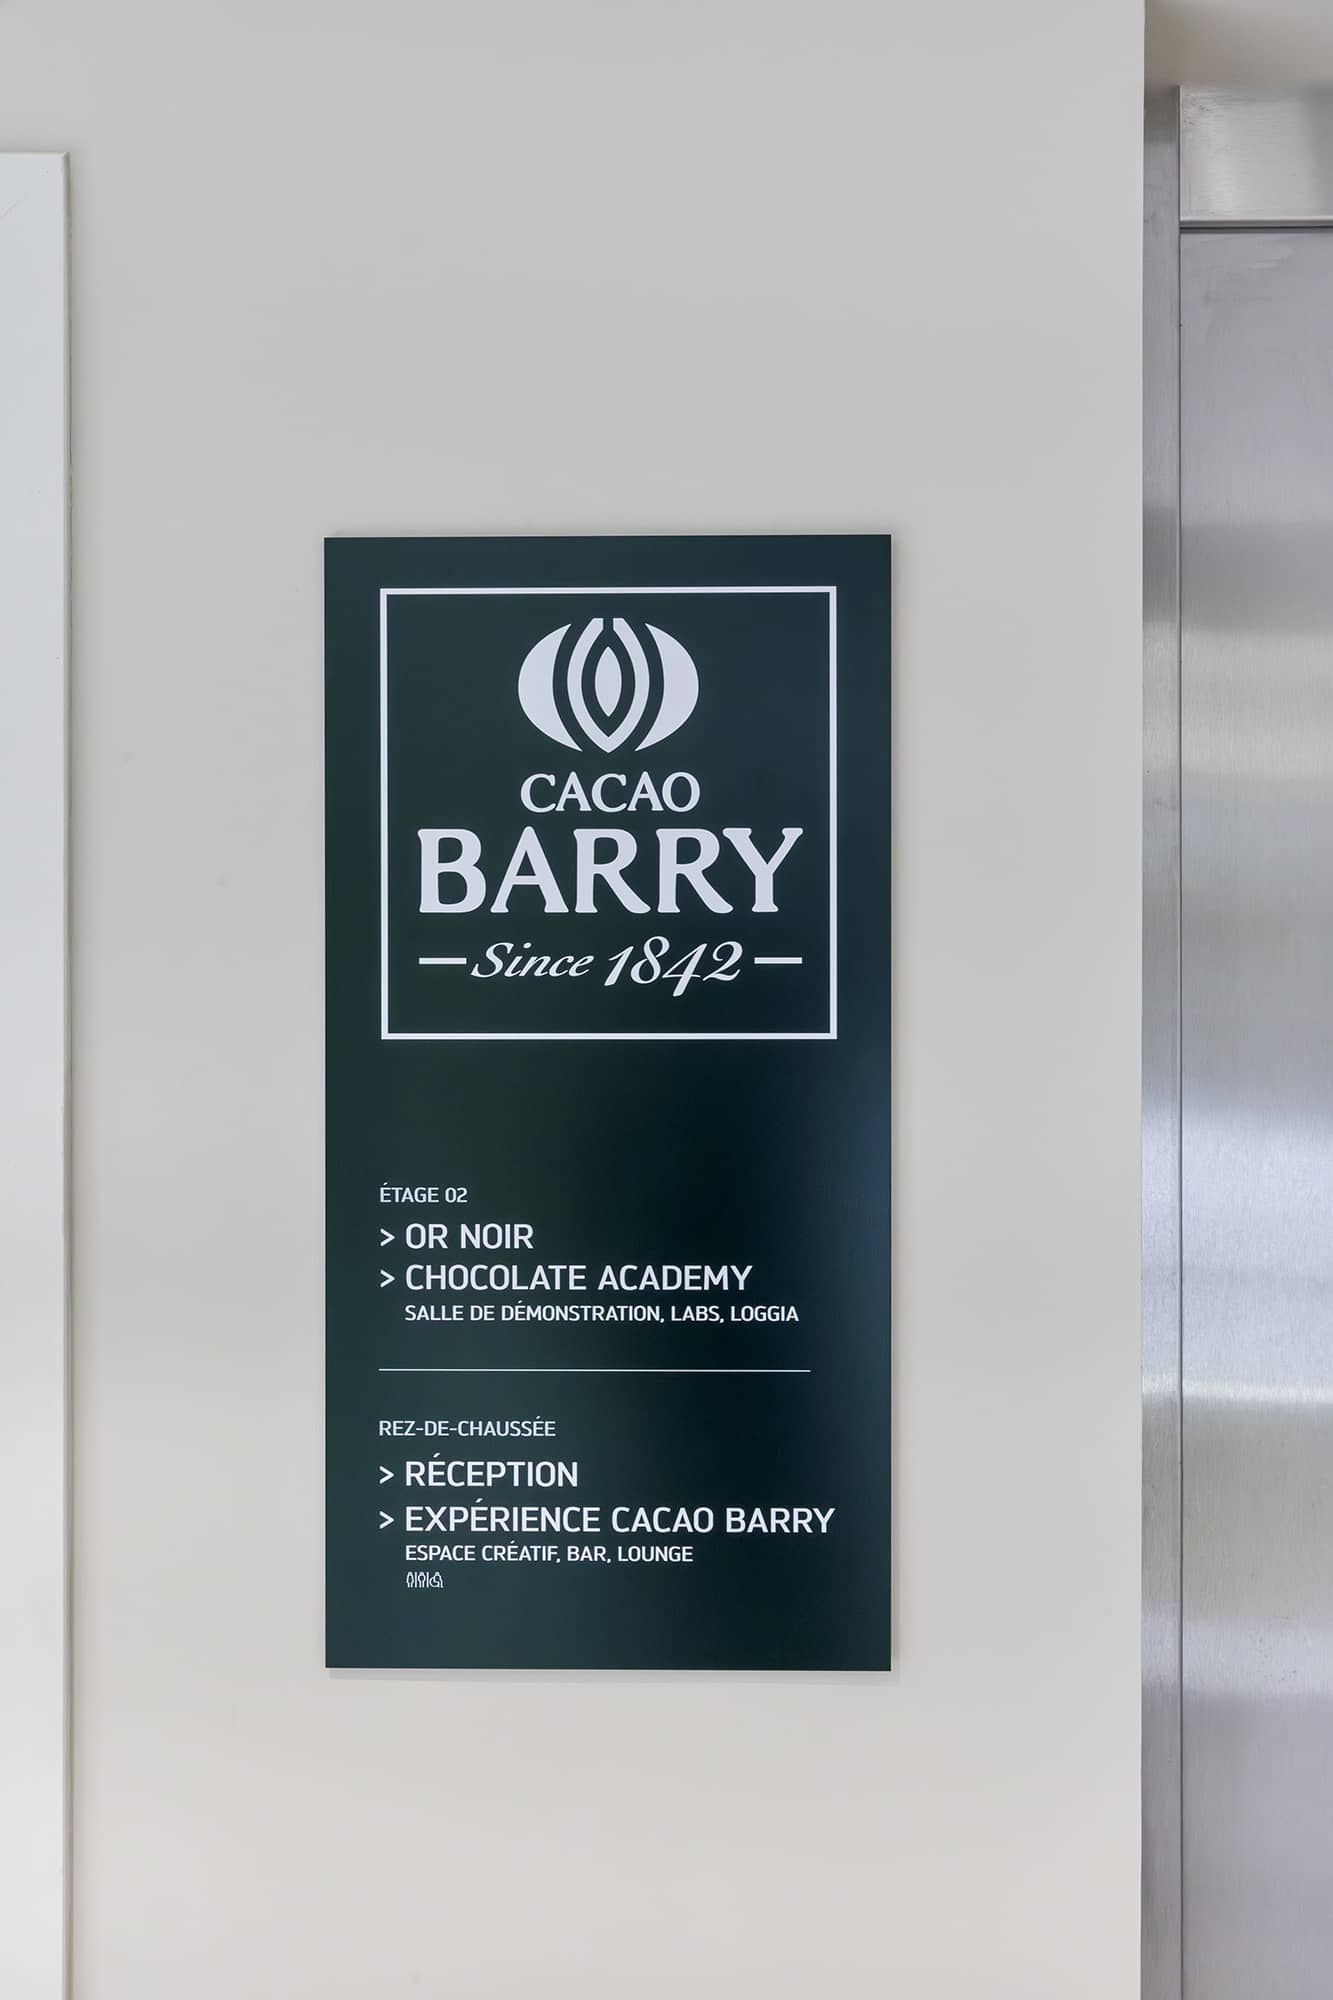 CACAO
BARRY
Since 1842
ÉTAGE 02
> OR NOIR
> CHOCOLATE ACADEMY
SALLE DE DÉMONSTRATION, LABS, LOGGIA
REZ-DE-CHAUSSÉE
> RÉCEPTION
> EXPÉRIENCE CACAO BARRY
ESPACE CRÉATIF, BAR, LOUNGE